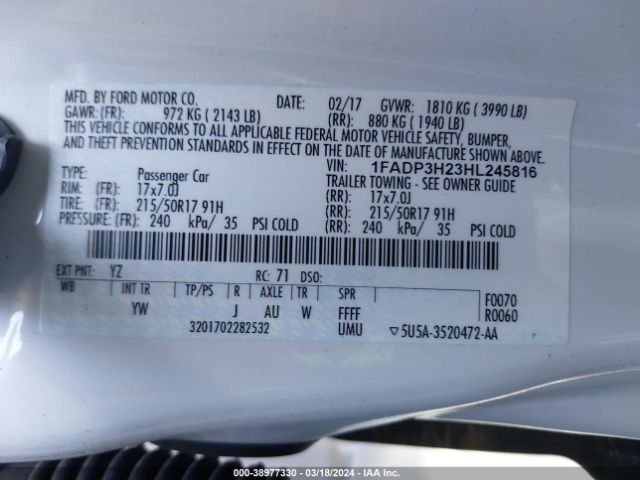 MFD. BY FORD MOTOR CO. DATE: 02/17 GVWR: 1810 KG ( 3990 LB)
GAWR: (FR): 972 KG ( 2143 LB) (RR): 880 KG ( 1940 LB)
THIS VEHICLE CONFORMS TO ALL APPLICABLE FEDERAL MOTOR VEHICLE SAFETY, BUMPER,
AND THEFT PREVENTION STANDARDS IN EFFECT ON THE DATE OF MANUFACTURE SHOWN ABOVE.
VIN: 1FADP3H23HL245816
TYPE: Passenger Car TRAILER TOWING - SEE OWNER GUIDE
RIM: (FR): 17x7.0J (RR): 17x7.0J
TIRE: (FR): 215/50R17 91H (RR): 215/50R17 91H
PRESSURE: (FR): 240 kPa/ 35 PSI COLD (RR): 240 kPa/ 35 PSI COLD
EXT PNT: YZ RC: 71 DSO:
WB INT TR TP/PS R AXLE TR SPR F0070
YW J AU W FFFF R0060
3201702282532 UMU ▽5U5A-3520472-AA
000-38977330 - 03/18/2024 - IAA Inc.